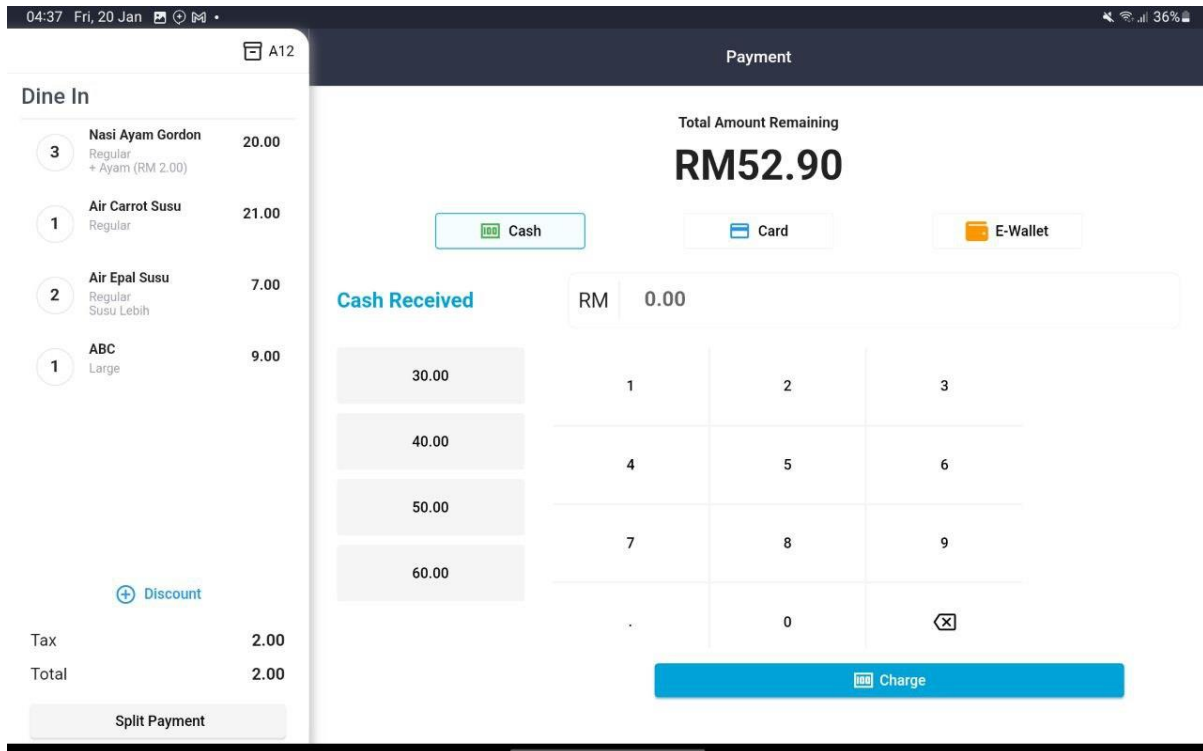 04:37 Fri, 20 Jan
36%
A12
Dine In
3
Nasi Ayam Gordon
20.00
Regular
+ Ayam (RM 2.00)
1
Air Carrot Susu
21.00
Regular
2
Air Epal Susu
7.00
Regular
Susu Lebih
1
ABC
9.00
Large
Discount
Tax 2.00
Total 2.00
Split Payment
Payment
Total Amount Remaining
RM52.90
Cash
Card
E-Wallet
Cash Received
RM 0.00
30.00
40.00
50.00
60.00
1 2 3
4 5 6
7 8 9
. 0
Charge